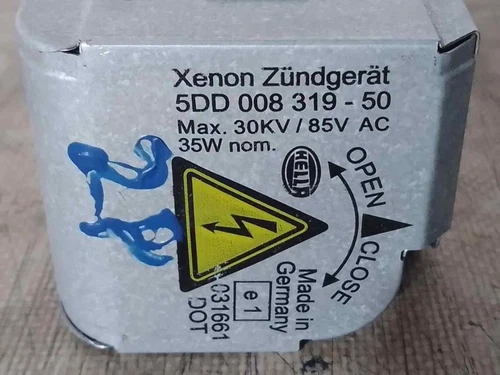 Xenon Zündgerät
5DD 008 319 - 50
Max. 30KV / 85V AC
35W nom.
HELLA
OPEN
CLOSE
Made in
Germany
e 1
031661
DOT